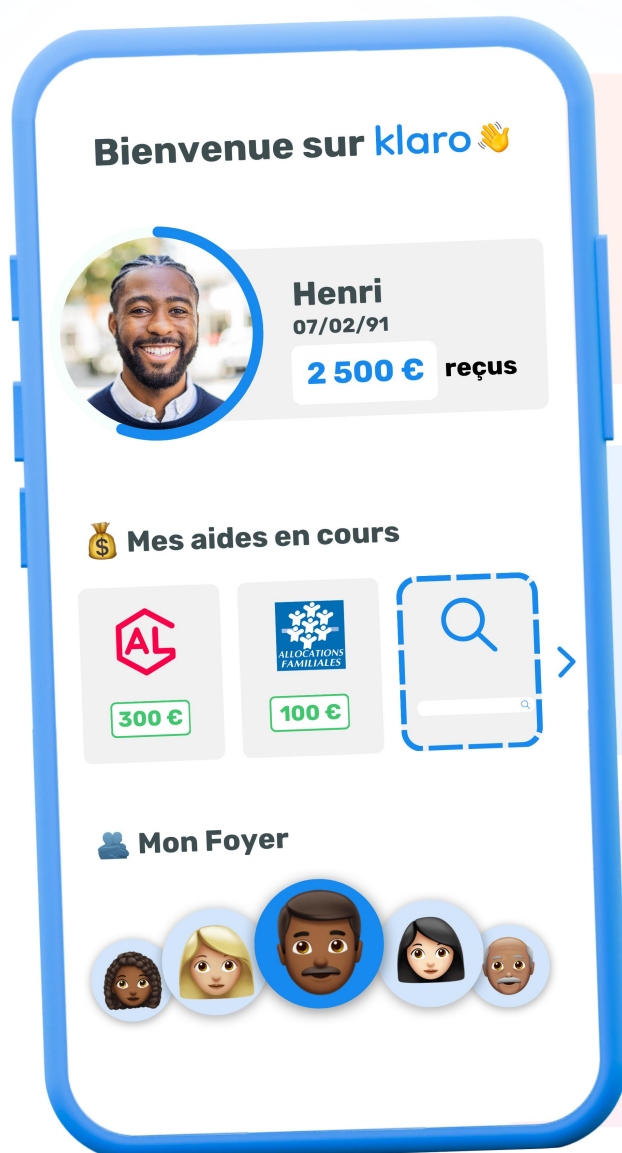 Bienvenue sur klaro
Henri
07/02/91
2 500 € reçus
Mes aides en cours
AL
ALLOCATIONS
FAMILIALES
300 €
100 €
Mon Foyer